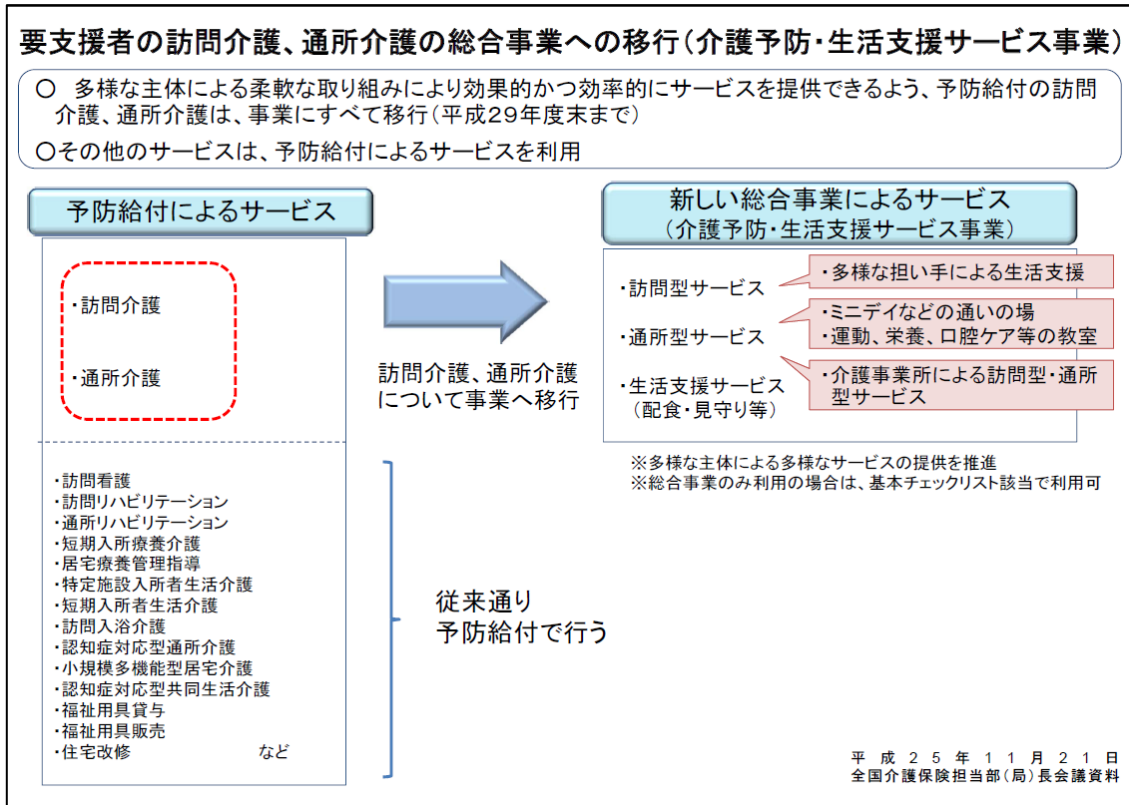 要支援者の訪問介護、通所介護の総合事業への移行(介護予防・生活支援サービス事業)
○　多様な主体による柔軟な取り組みにより効果的かつ効率的にサービスを提供できるよう、予防給付の訪問
介護、通所介護は、事業にすべて移行(平成29年度末まで)
○その他のサービスは、予防給付によるサービスを利用
予防給付によるサービス
・訪問介護
・通所介護
・訪問看護
・訪問リハビリテーション
・通所リハビリテーション
・短期入所療養介護
・居宅療養管理指導
・特定施設入所者生活介護
・短期入所者生活介護
・訪問入浴介護
・認知症対応型通所介護
・小規模多機能型居宅介護
・認知症対応型共同生活介護
・福祉用具貸与
・福祉用具販売
・住宅改修　など
訪問介護、通所介護
について事業へ移行
従来通り
予防給付で行う
新しい総合事業によるサービス
(介護予防・生活支援サービス事業)
・訪問型サービス
・多様な担い手による生活支援
・通所型サービス
・ミニデイなどの通いの場
・運動、栄養、口腔ケア等の教室
・生活支援サービス
(配食・見守り等)
・介護事業所による訪問型・通所
型サービス
※多様な主体による多様なサービスの提供を推進
※総合事業のみ利用の場合は、基本チェックリスト該当で利用可
平成25年11月21日
全国介護保険担当部(局)長会議資料